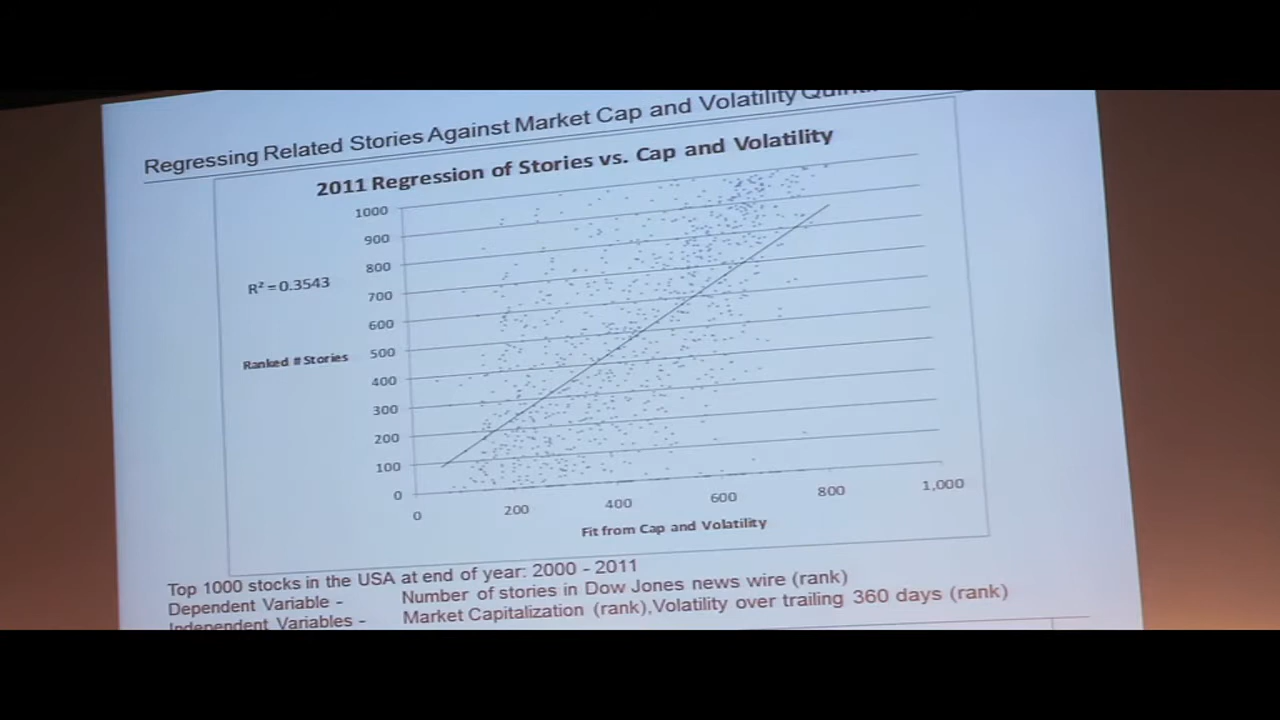 Regressing Related Stories Against Market Cap and Volatility
2011 Regression of Stories vs. Cap and Volatility
1000
900
800
R² = 0.3543
700
600
Ranked # Stories
500
400
300
200
100
0
0 200 400 600 800 1,000
Fit from Cap and Volatility
Top 1000 stocks in the USA at end of year: 2000 - 2011
Dependent Variable - Number of stories in Dow Jones news wire (rank)
Independent Variables - Market Capitalization (rank), Volatility over trailing 360 days (rank)